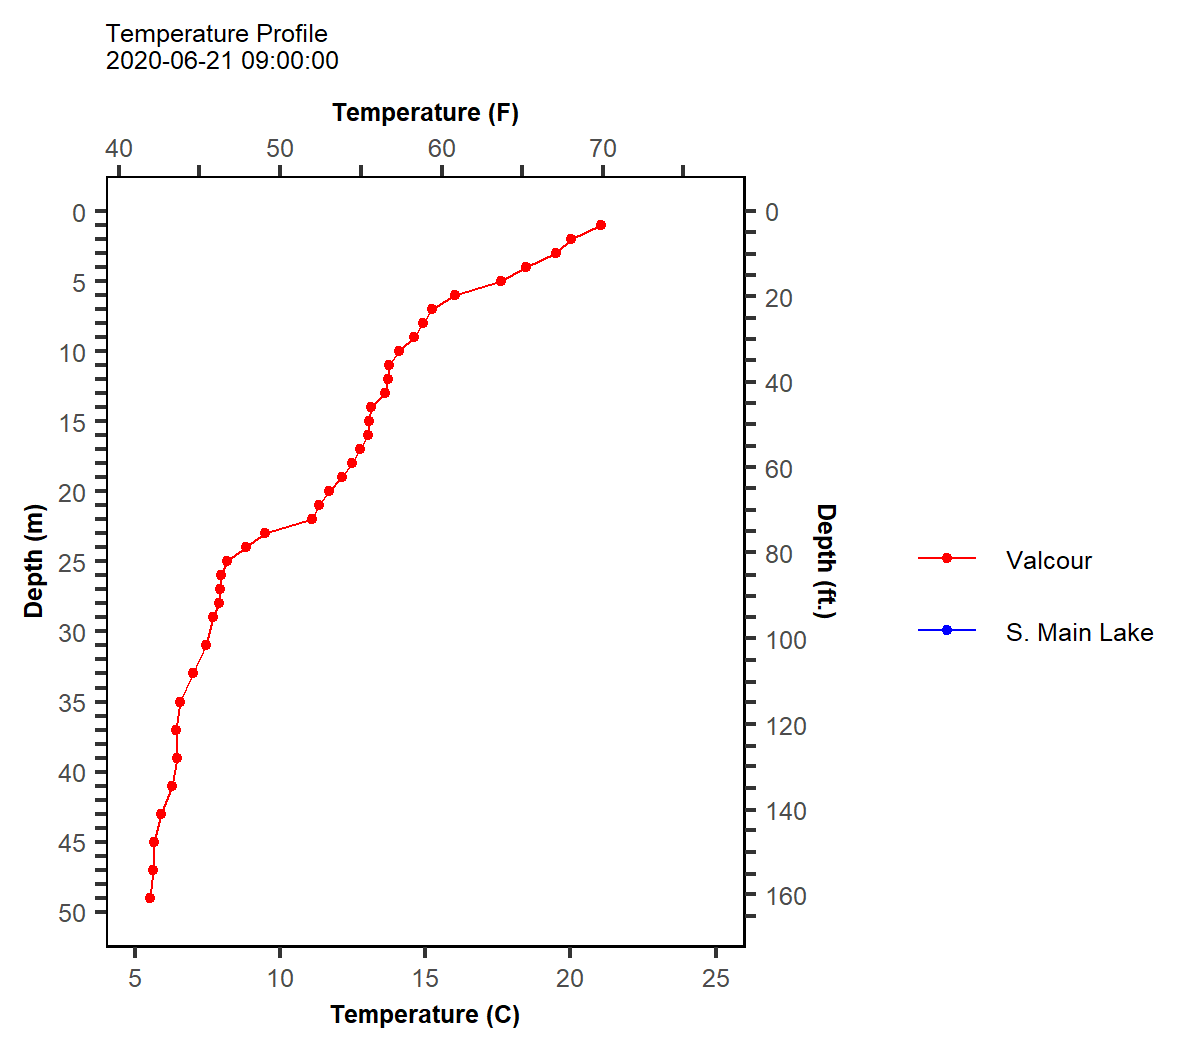 Temperature Profile
2020-06-21 09:00:00
Temperature (F)
40 50 60 70
0
5
10
15
20
25
30
35
40
45
50
Depth (m)
0
20
40
60
80
100
120
140
160
Depth (ft.)
5 10 15 20 25
Temperature (C)
Valcour
S. Main Lake